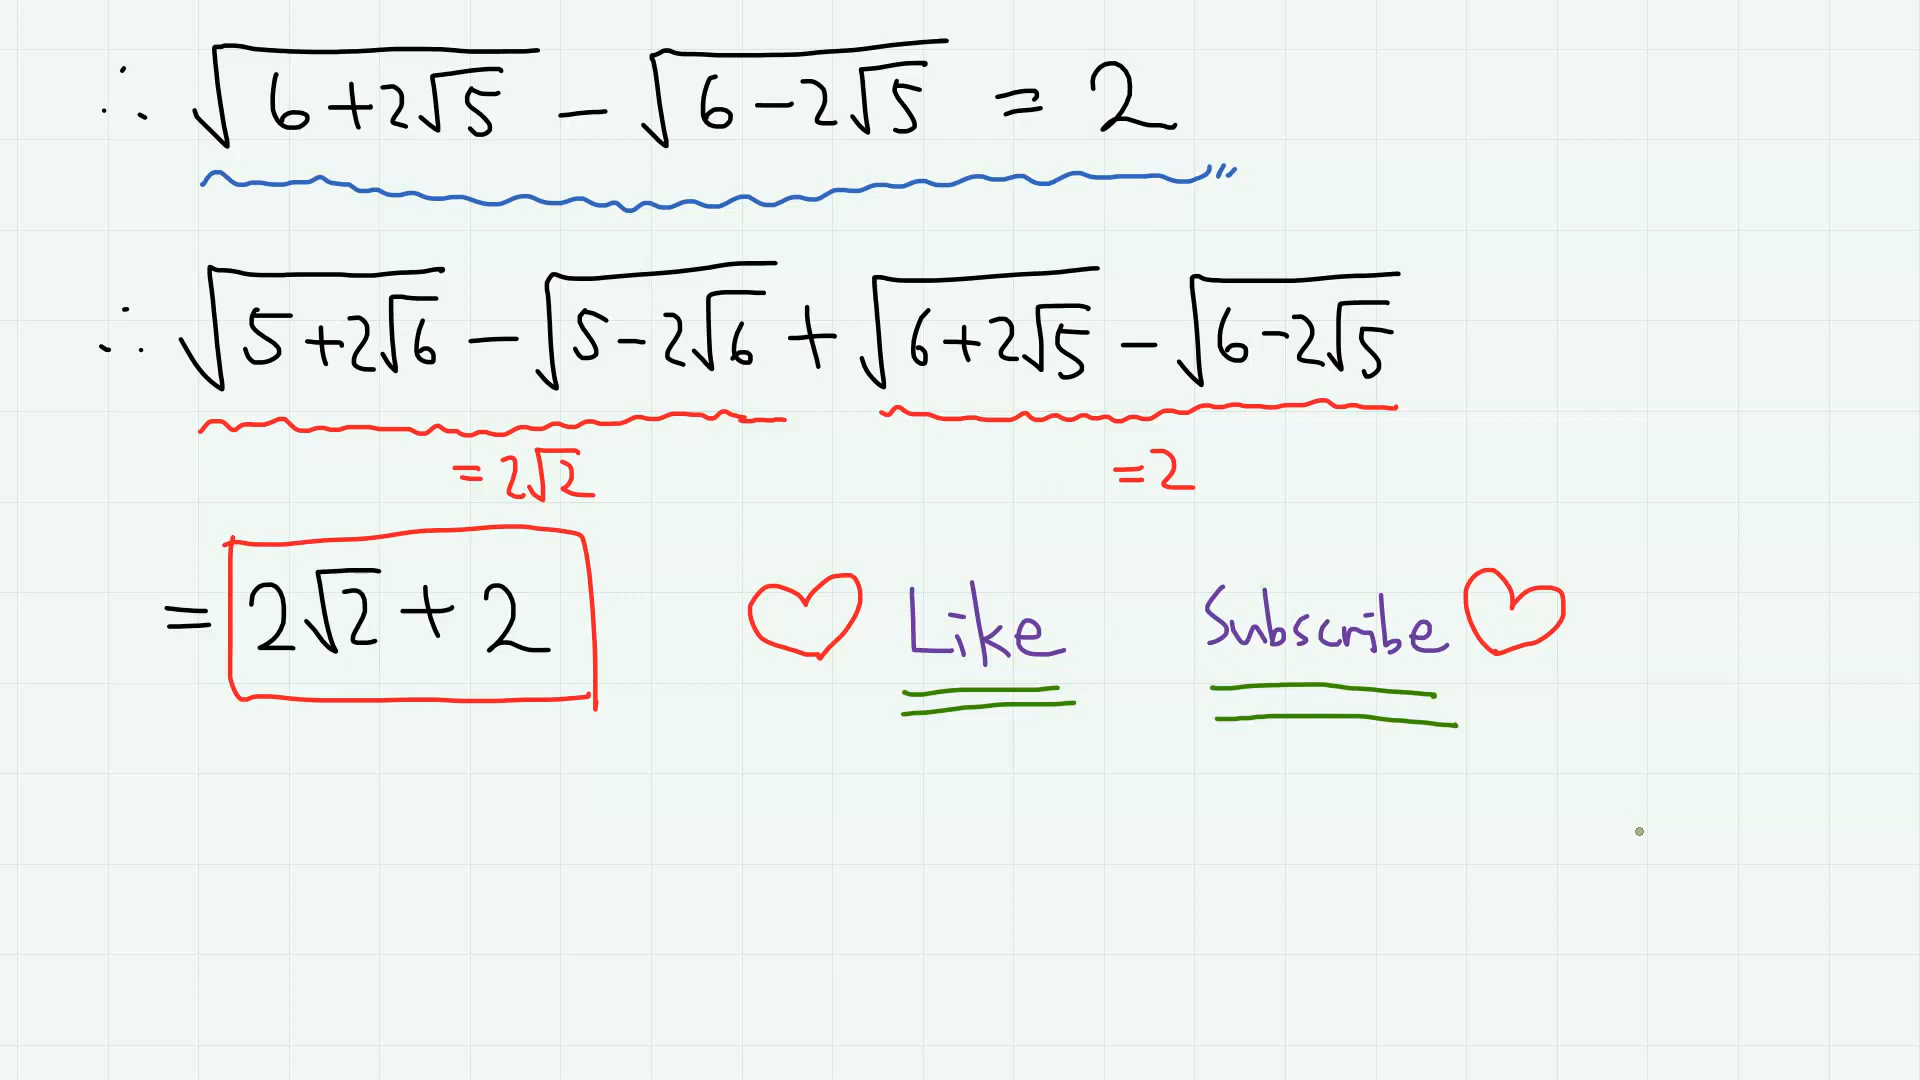 ∴ √(6+2√5) − √(6−2√5) = 2
∴ √(5+2√6) − √(5−2√6) + √(6+2√5) − √(6−2√5)
= 2√2
= 2
= 2√2 + 2
Like Subscribe